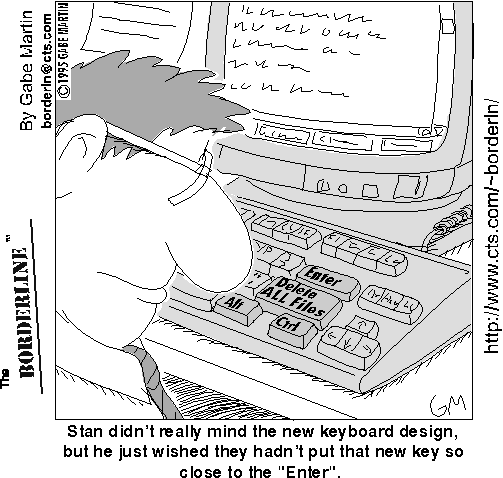 By Gabe Martin
borderln@cts.com
©1995 GABE MARTIN
The
BORDERLINE™
http://www.cts.com/~borderln/
Enter
Delete
ALL Files
Alt
Ctrl
GM
Stan didn't really mind the new keyboard design,
but he just wished they hadn't put that new key so
close to the "Enter".